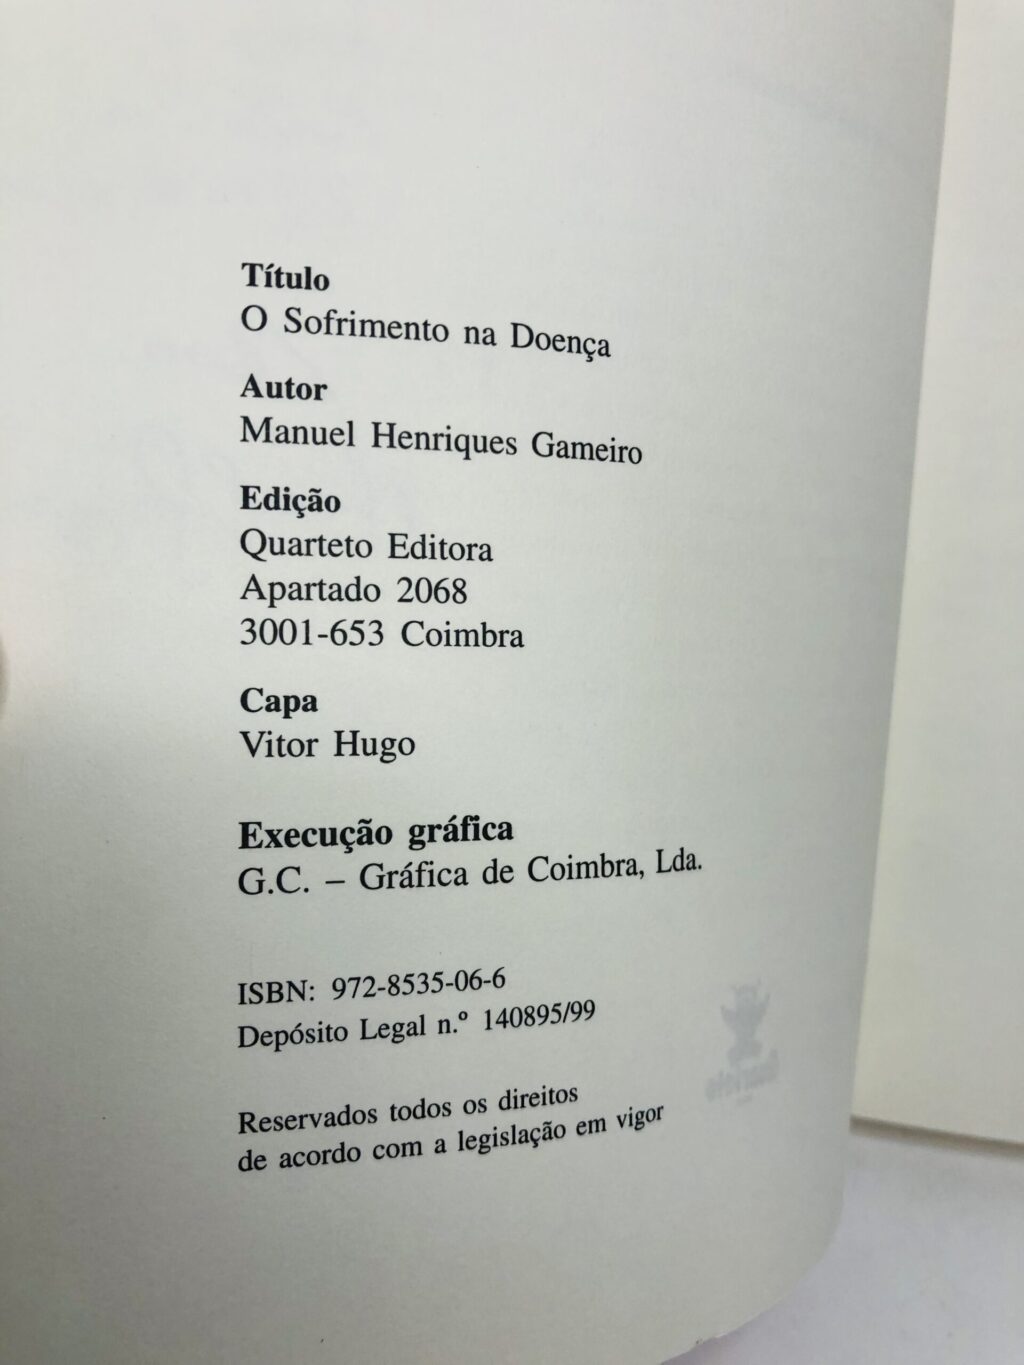 Título
O Sofrimento na Doença
Autor
Manuel Henriques Gameiro
Edição
Quarteto Editora
Apartado 2068
3001-653 Coimbra
Capa
Vitor Hugo
Execução gráfica
G.C. – Gráfica de Coimbra, Lda.
ISBN: 972-8535-06-6
Depósito Legal n.º 140895/99
Reservados todos os direitos
de acordo com a legislação em vigor